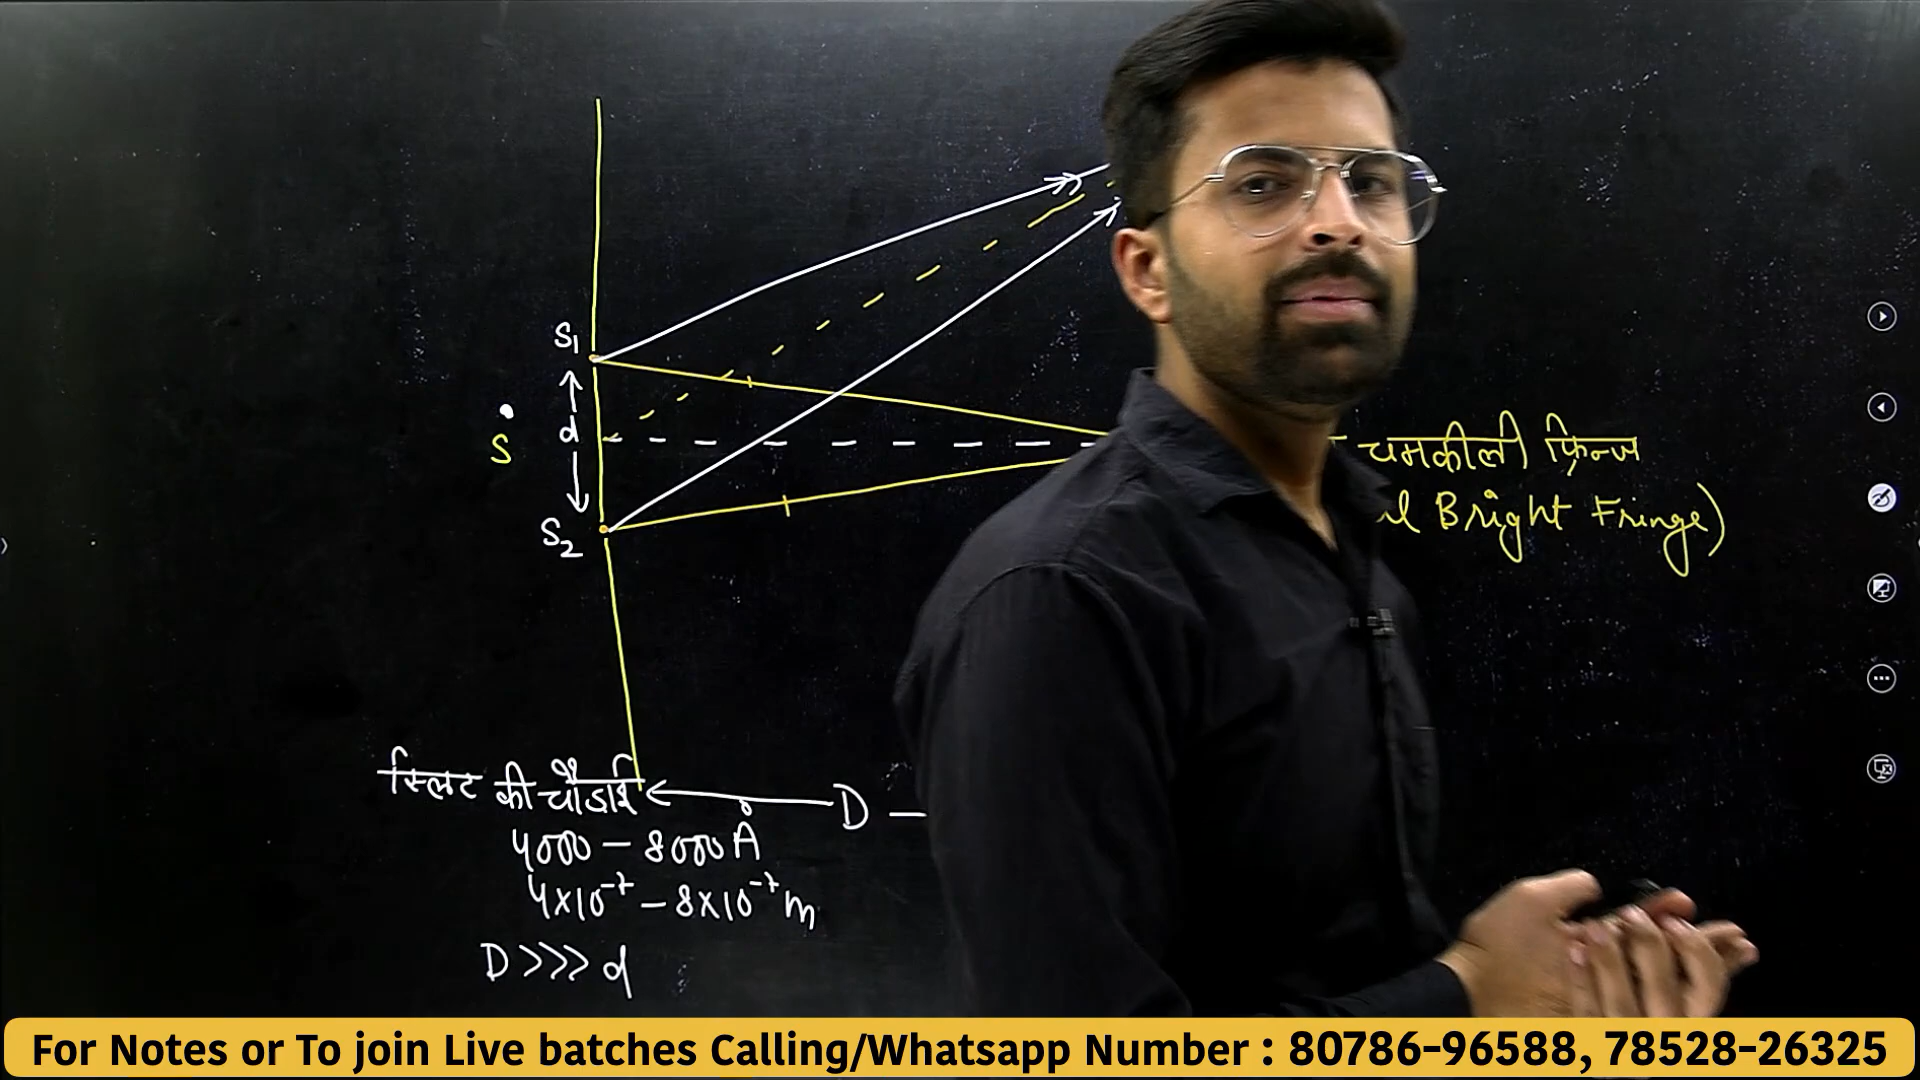 S₁
d
S
S₂
चमकीली फ्रिन्ज
Bright Fringe)
स्लिट की चौड़ाई
D
4000 - 8000 Å
4×10⁻⁷ - 8×10⁻⁷ m
D >>> d
For Notes or To join Live batches Calling/Whatsapp Number : 80786-96588, 78528-26325